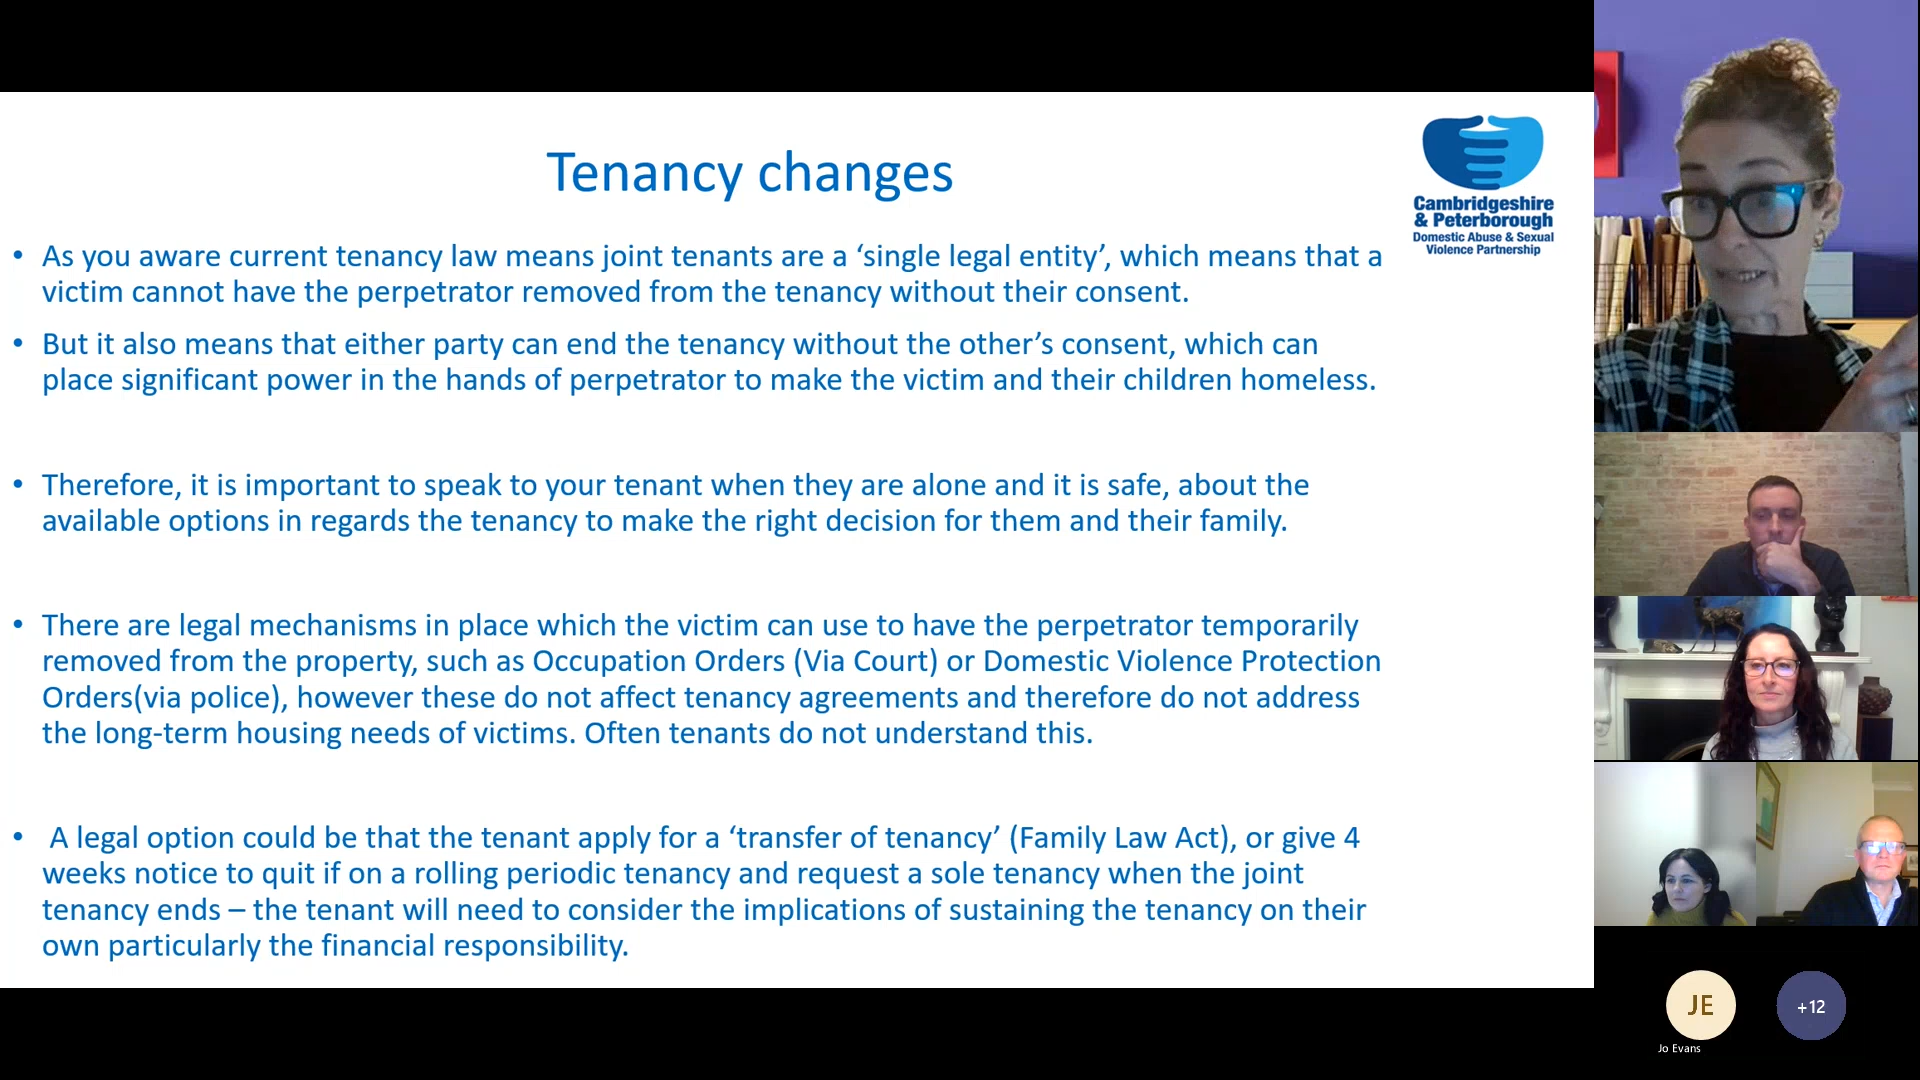 Tenancy changes
Cambridgeshire
& Peterborough
Domestic Abuse & Sexual
Violence Partnership
• As you aware current tenancy law means joint tenants are a ‘single legal entity’, which means that a
victim cannot have the perpetrator removed from the tenancy without their consent.
• But it also means that either party can end the tenancy without the other’s consent, which can
place significant power in the hands of perpetrator to make the victim and their children homeless.
• Therefore, it is important to speak to your tenant when they are alone and it is safe, about the
available options in regards the tenancy to make the right decision for them and their family.
• There are legal mechanisms in place which the victim can use to have the perpetrator temporarily
removed from the property, such as Occupation Orders (Via Court) or Domestic Violence Protection
Orders(via police), however these do not affect tenancy agreements and therefore do not address
the long-term housing needs of victims. Often tenants do not understand this.
• A legal option could be that the tenant apply for a ‘transfer of tenancy’ (Family Law Act), or give 4
weeks notice to quit if on a rolling periodic tenancy and request a sole tenancy when the joint
tenancy ends – the tenant will need to consider the implications of sustaining the tenancy on their
own particularly the financial responsibility.
JE
+12
Jo Evans